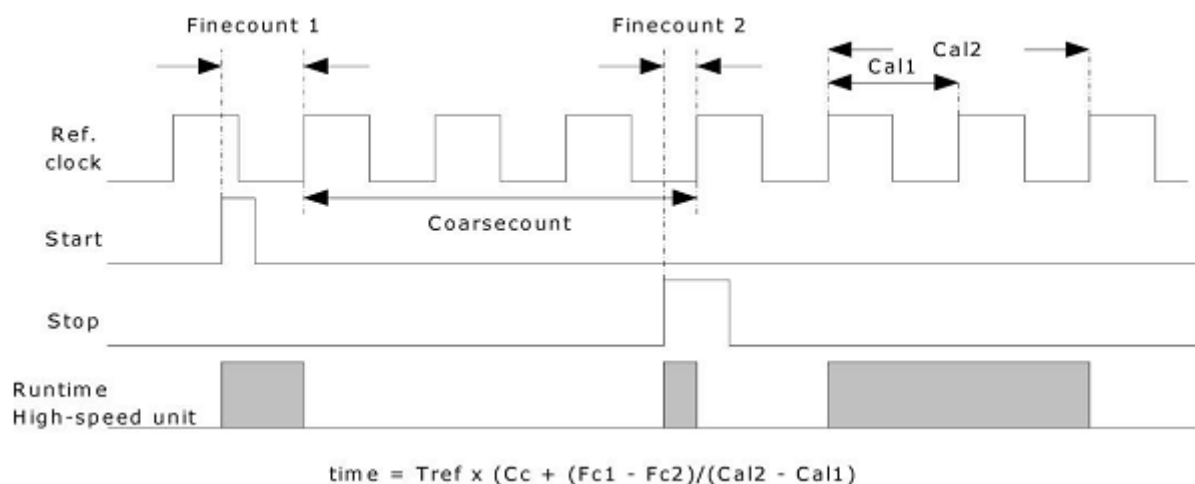 Finecount 1
Finecount 2
Cal2
Cal1
Ref.
clock
Coarsecount
Start
Stop
Runtime
High-speed unit
time = Tref x (Cc + (Fc1 - Fc2)/(Cal2 - Cal1)